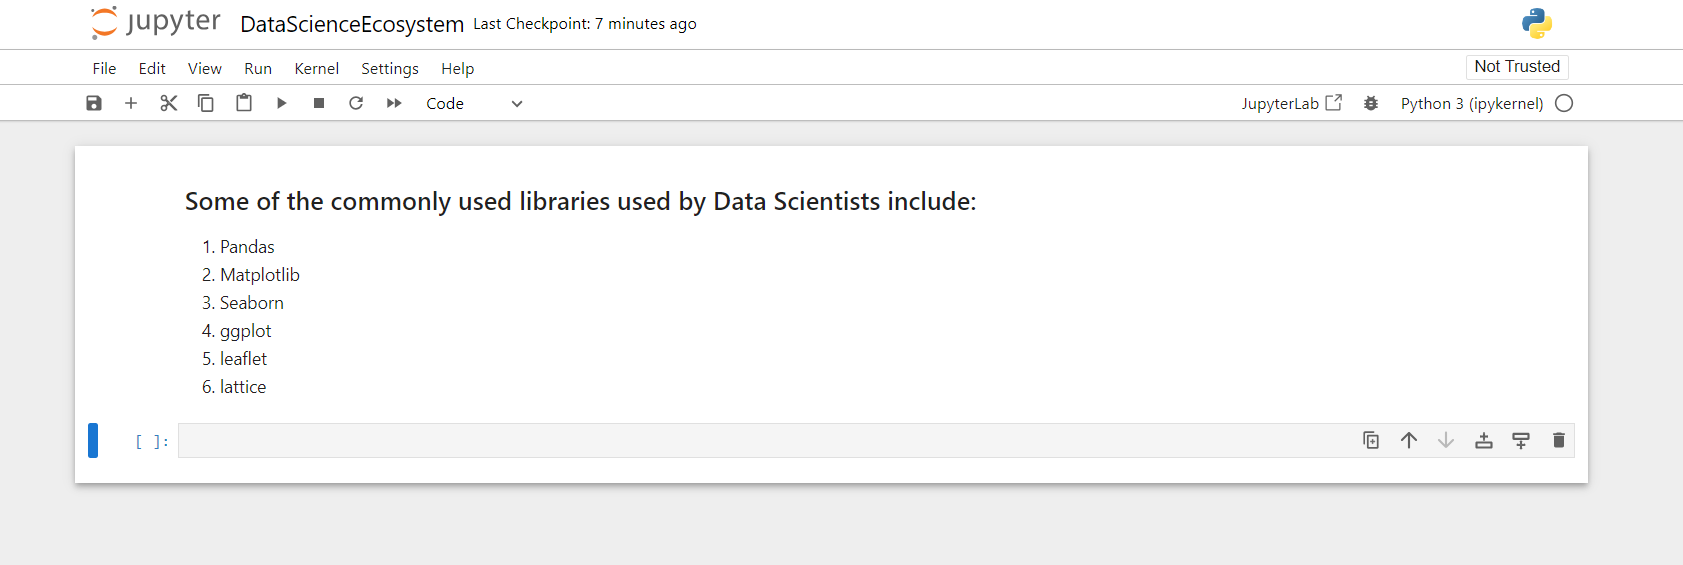 jupyter DataScienceEcosystem Last Checkpoint: 7 minutes ago
File Edit View Run Kernel Settings Help Not Trusted
Code JupyterLab Python 3 (ipykernel)
Some of the commonly used libraries used by Data Scientists include:
1. Pandas
2. Matplotlib
3. Seaborn
4. ggplot
5. leaflet
6. lattice
[ ]: